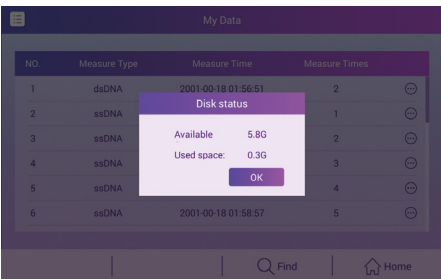 My Data
NO. Measure Type Measure Time Measure Times
1 dsDNA 2001-00-18 01:56:51 2
Disk status
2 ssDNA 1
Available 5.8G
3 ssDNA 2
Used space: 0.3G
4 ssDNA 3
OK
5 ssDNA 4
6 ssDNA 2001-00-18 01:58:57 5
Find Home